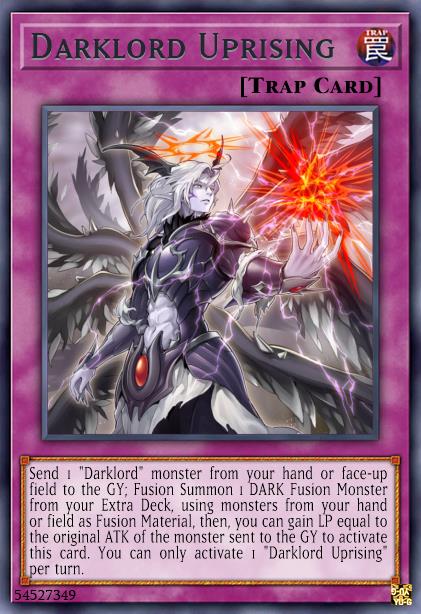 Darklord Uprising
TRAP
罠
[Trap Card]
Send 1 "Darklord" monster from your hand or face-up
field to the GY; Fusion Summon 1 DARK Fusion Monster
from your Extra Deck, using monsters from your hand
or field as Fusion Material, then, you can gain LP equal to
the original ATK of the monster sent to the GY to activate
this card. You can only activate 1 "Darklord Uprising"
per turn.
54527349